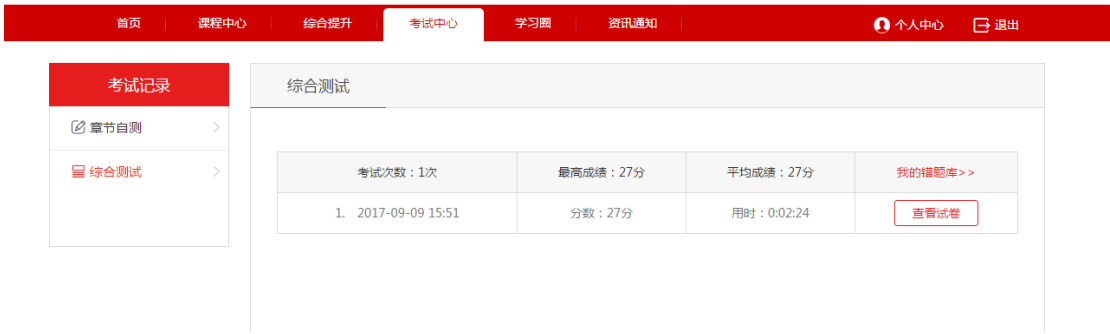 首页 课程中心 综合提升 考试中心 学习圈 资讯通知 个人中心 退出
考试记录
章节自测
综合测试
综合测试
考试次数：1次 最高成绩：27分 平均成绩：27分 我的错题库>>
1. 2017-09-09 15:51 分数：27分 用时：0:02:24 查看试卷